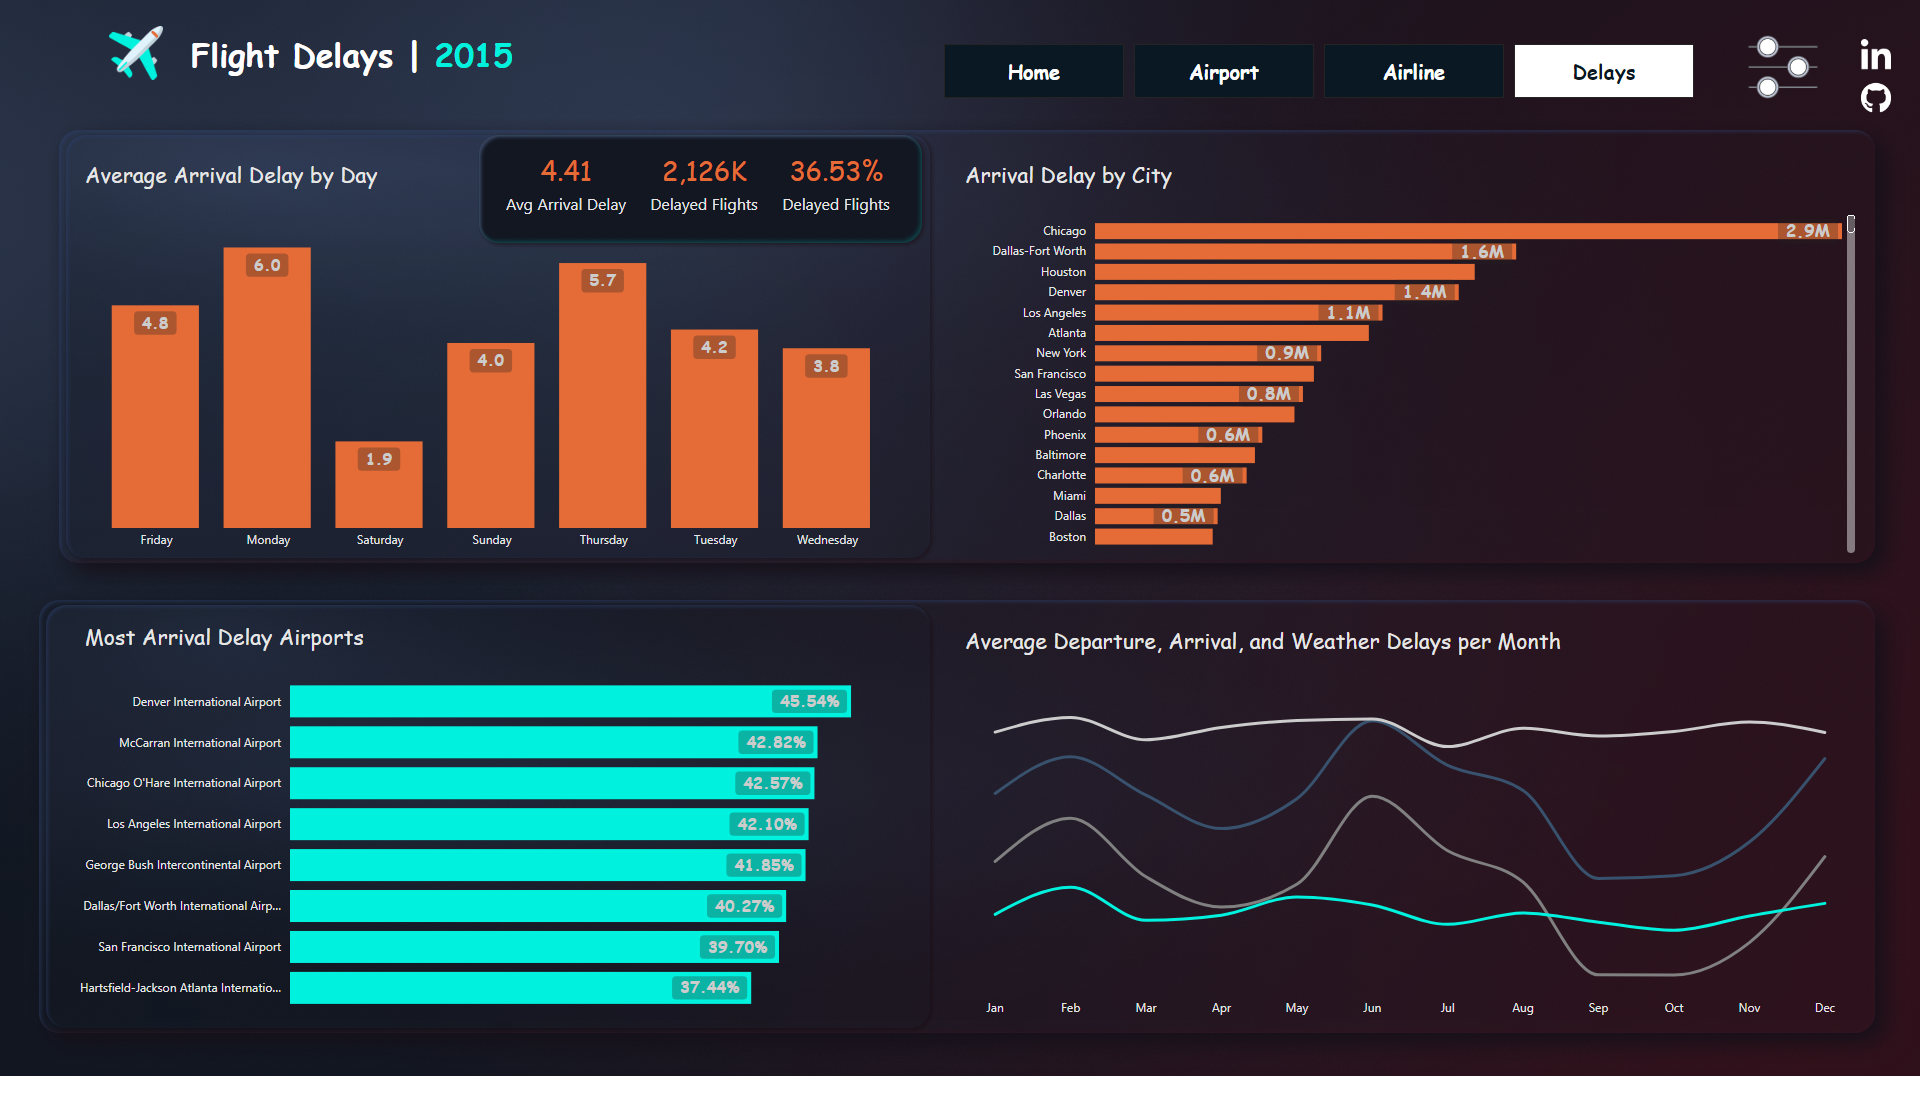 Flight Delays | 2015
Home
Airport
Airline
Delays
in
Average Arrival Delay by Day
4.41
Avg Arrival Delay
2,126K
Delayed Flights
36.53%
Delayed Flights
4.8
6.0
1.9
4.0
5.7
4.2
3.8
Friday
Monday
Saturday
Sunday
Thursday
Tuesday
Wednesday
Arrival Delay by City
Chicago
2.9M
Dallas-Fort Worth
1.6M
Houston
Denver
1.4M
Los Angeles
1.1M
Atlanta
New York
0.9M
San Francisco
Las Vegas
0.8M
Orlando
Phoenix
0.6M
Baltimore
Charlotte
0.6M
Miami
Dallas
0.5M
Boston
Most Arrival Delay Airports
Denver International Airport
45.54%
McCarran International Airport
42.82%
Chicago O'Hare International Airport
42.57%
Los Angeles International Airport
42.10%
George Bush Intercontinental Airport
41.85%
Dallas/Fort Worth International Airp...
40.27%
San Francisco International Airport
39.70%
Hartsfield-Jackson Atlanta Internatio...
37.44%
Average Departure, Arrival, and Weather Delays per Month
Jan
Feb
Mar
Apr
May
Jun
Jul
Aug
Sep
Oct
Nov
Dec